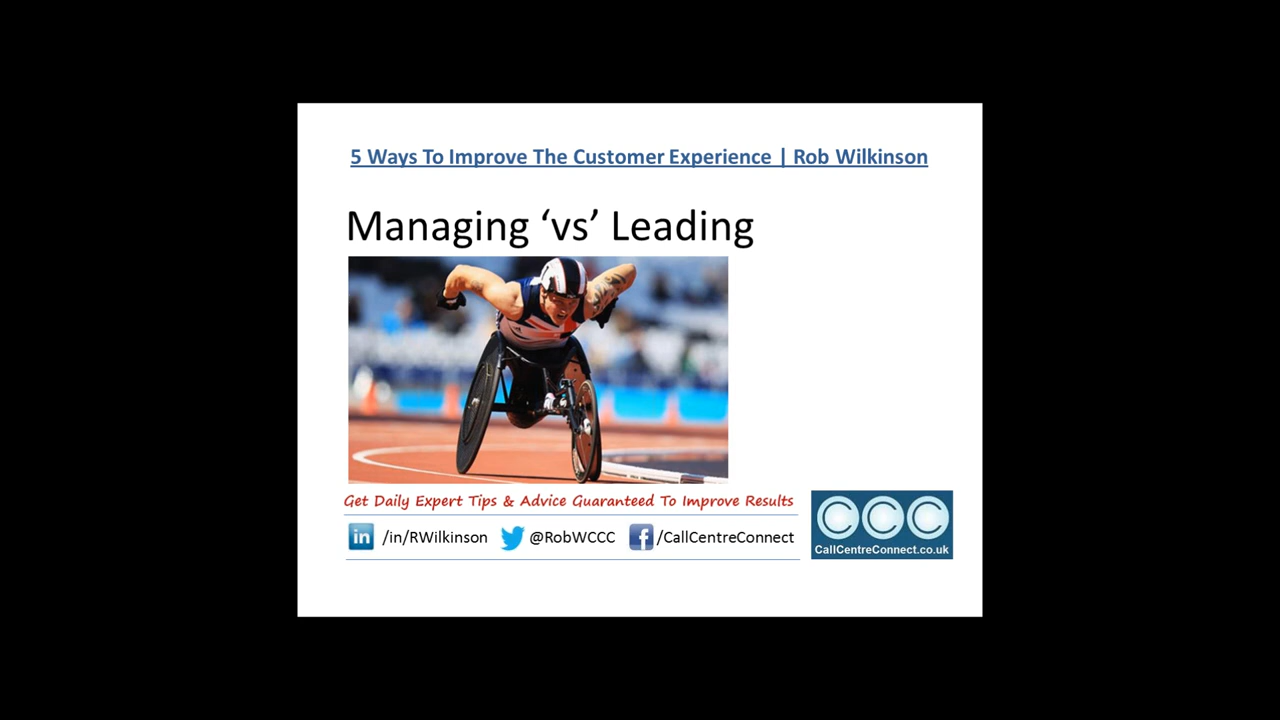 5 Ways To Improve The Customer Experience | Rob Wilkinson
Managing ‘vs’ Leading
Get Daily Expert Tips & Advice Guaranteed To Improve Results
in /in/RWilkinson @RobWCCC f /CallCentreConnect
CCC
CallCentreConnect.co.uk